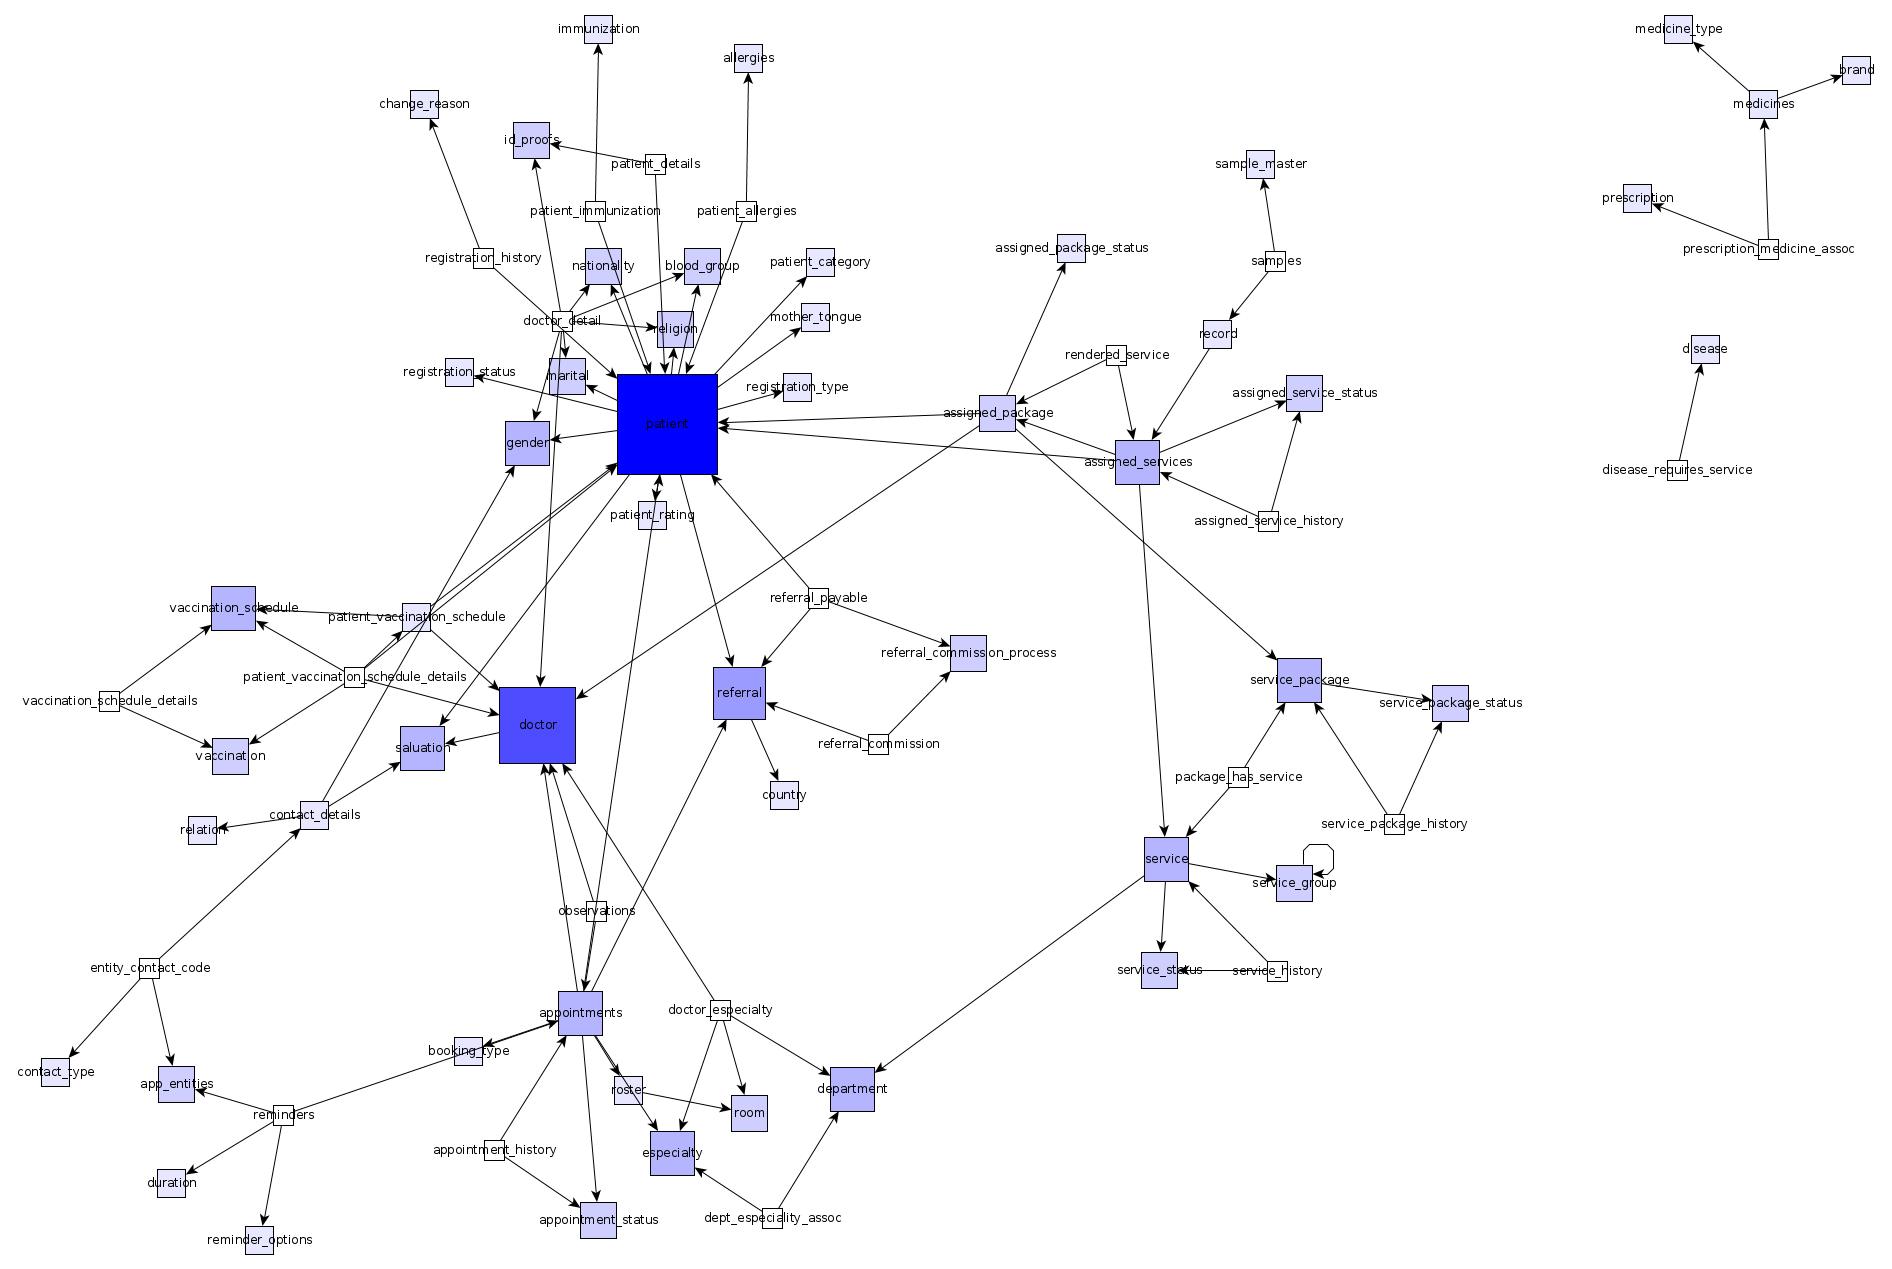 immunization
medicine_type
allergies
brand
change_reason
medicines
id_proofs
patient_details
sample_master
prescription
patient_immunization
patient_allergies
assigned_package_status
prescription_medicine_assoc
registration_history
nationality
blood_group
patient_category
samples
mother_tongue
doctor_detail
religion
record
rendered_service
disease
registration_status
marital
registration_type
assigned_service_status
assigned_package
patient
gender
assigned_services
disease_requires_service
patient_rating
assigned_service_history
referral_payable
vaccination_schedule
patient_vaccination_schedule
referral_commission_process
patient_vaccination_schedule_details
service_package
vaccination_schedule_details
referral
service_package_status
doctor
saluation
referral_commission
vaccination
package_has_service
country
contact_details
relation
service_package_history
service
service_group
observations
entity_contact_code
service_status
service_history
appointments
doctor_especialty
booking_type
contact_type
app_entities
roster
department
reminders
room
appointment_history
especialty
duration
appointment_status
dept_especiality_assoc
reminder_options